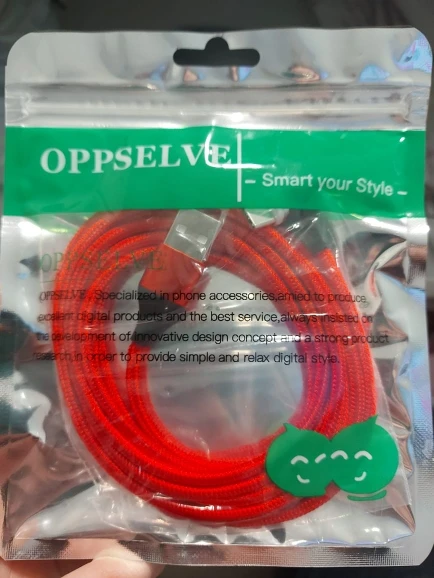 OPPSELVE
– Smart your Style –
OPPSELVE
OPPSELVE, Specialized in phone accessories,amied to produce
excellent digital products and the best service,always insisted on
the development of innovative design concept and a strong product
research,in order to provide simple and relax digital style.